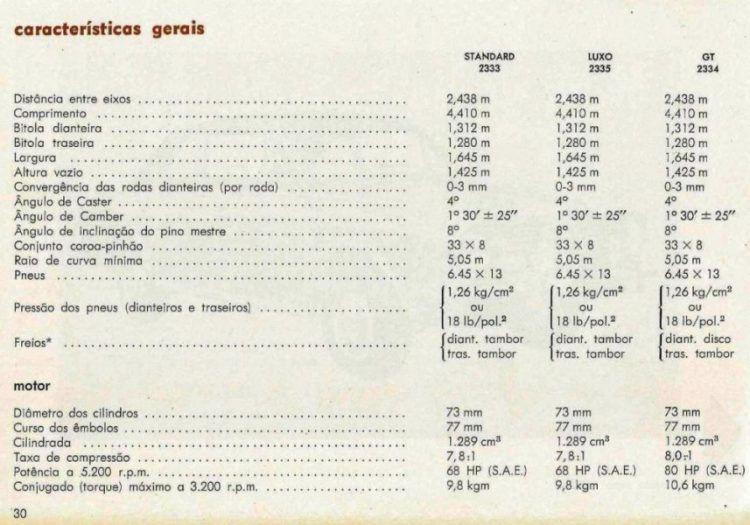 características gerais
STANDARD LUXO GT
2333 2335 2334
Distância entre eixos 2,438 m 2,438 m 2,438 m
Comprimento 4,410 m 4,410 m 4,410 m
Bitola dianteira 1,312 m 1,312 m 1,312 m
Bitola traseira 1,280 m 1,280 m 1,280 m
Largura 1,645 m 1,645 m 1,645 m
Altura vazio 1,425 m 1,425 m 1,425 m
Convergência das rodas dianteiras (por roda) 0-3 mm 0-3 mm 0-3 mm
Ângulo de Caster 4º 4º 4º
Ângulo de Camber 1º 30′ ± 25″ 1º 30′ ± 25″ 1º 30′ ± 25″
Ângulo de inclinação do pino mestre 8º 8º 8º
Conjunto coroa-pinhão 33 × 8 33 × 8 33 × 8
Raio de curva mínima 5,05 m 5,05 m 5,05 m
Pneus 6.45 × 13 6.45 × 13 6.45 × 13
1,26 kg/cm² 1,26 kg/cm² 1,26 kg/cm²
Pressão dos pneus (dianteiros e traseiros) ou ou ou
18 lb/pol.² 18 lb/pol.² 18 lb/pol.²
Freios* diant. tambor diant. tambor diant. disco
tras. tambor tras. tambor tras. tambor
motor
Diâmetro dos cilindros 73 mm 73 mm 73 mm
Curso dos êmbolos 77 mm 77 mm 77 mm
Cilindrada 1.289 cm³ 1.289 cm³ 1.289 cm³
Taxa de compressão 7,8:1 7,8:1 8,0:1
Potência a 5.200 r.p.m. 68 HP (S.A.E.) 68 HP (S.A.E.) 80 HP (S.A.E.)
Conjugado (torque) máximo a 3.200 r.p.m. 9,8 kgm 9,8 kgm 10,6 kgm
30